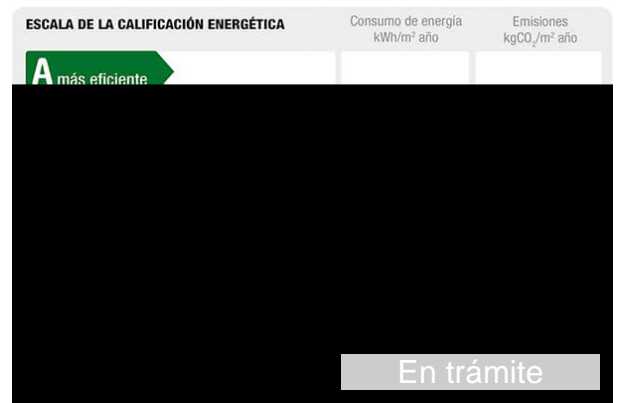 ESCALA DE LA CALIFICACIÓN ENERGÉTICA
Consumo de energía
kWh/m² año
Emisiones
kgCO₂/m² año
A más eficiente
En trámite